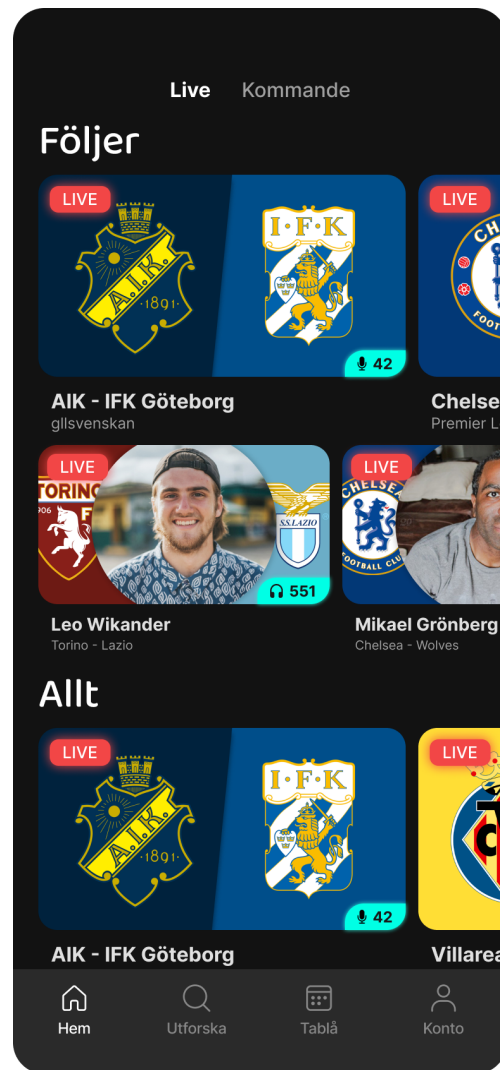 Live Kommande
Följer
LIVE
A.I.K.
·1891·
I·F·K
42
LIVE
AIK - IFK Göteborg
gllsvenskan
Chelse
Premier L
LIVE
TORINO
906
F
S.S.LAZIO
551
LIVE
CHELSEA
FOOTBALL CLU
Leo Wikander
Torino - Lazio
Mikael Grönberg
Chelsea - Wolves
Allt
LIVE
A.I.K.
·1891·
I·F·K
42
LIVE
AIK - IFK Göteborg
Villarea
Hem
Utforska
Tablå
Konto